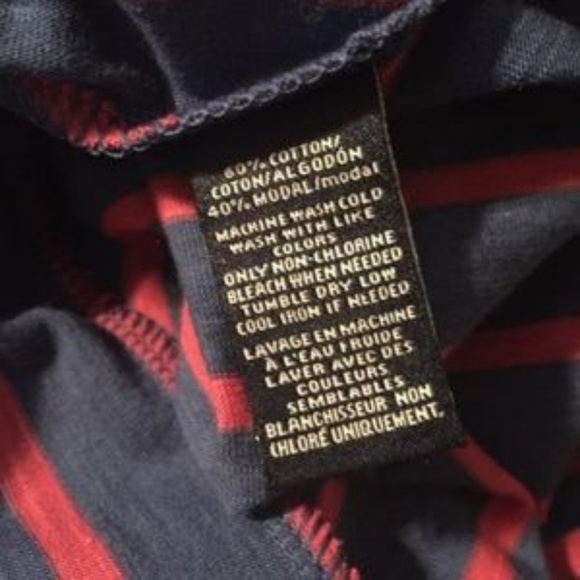 60% COTTON/
COTON/ALGODÓN
40% MODAL/modal
MACHINE WASH COLD
WASH WITH LIKE
COLORS
ONLY NON-CHLORINE
BLEACH WHEN NEEDED
TUMBLE DRY LOW
COOL IRON IF NEEDED
LAVAGE EN MACHINE
À L'EAU FROIDE
LAVER AVEC DES
COULEURS
SEMBLABLES
BLANCHISSEUR NON
CHLORÉ UNIQUEMENT.